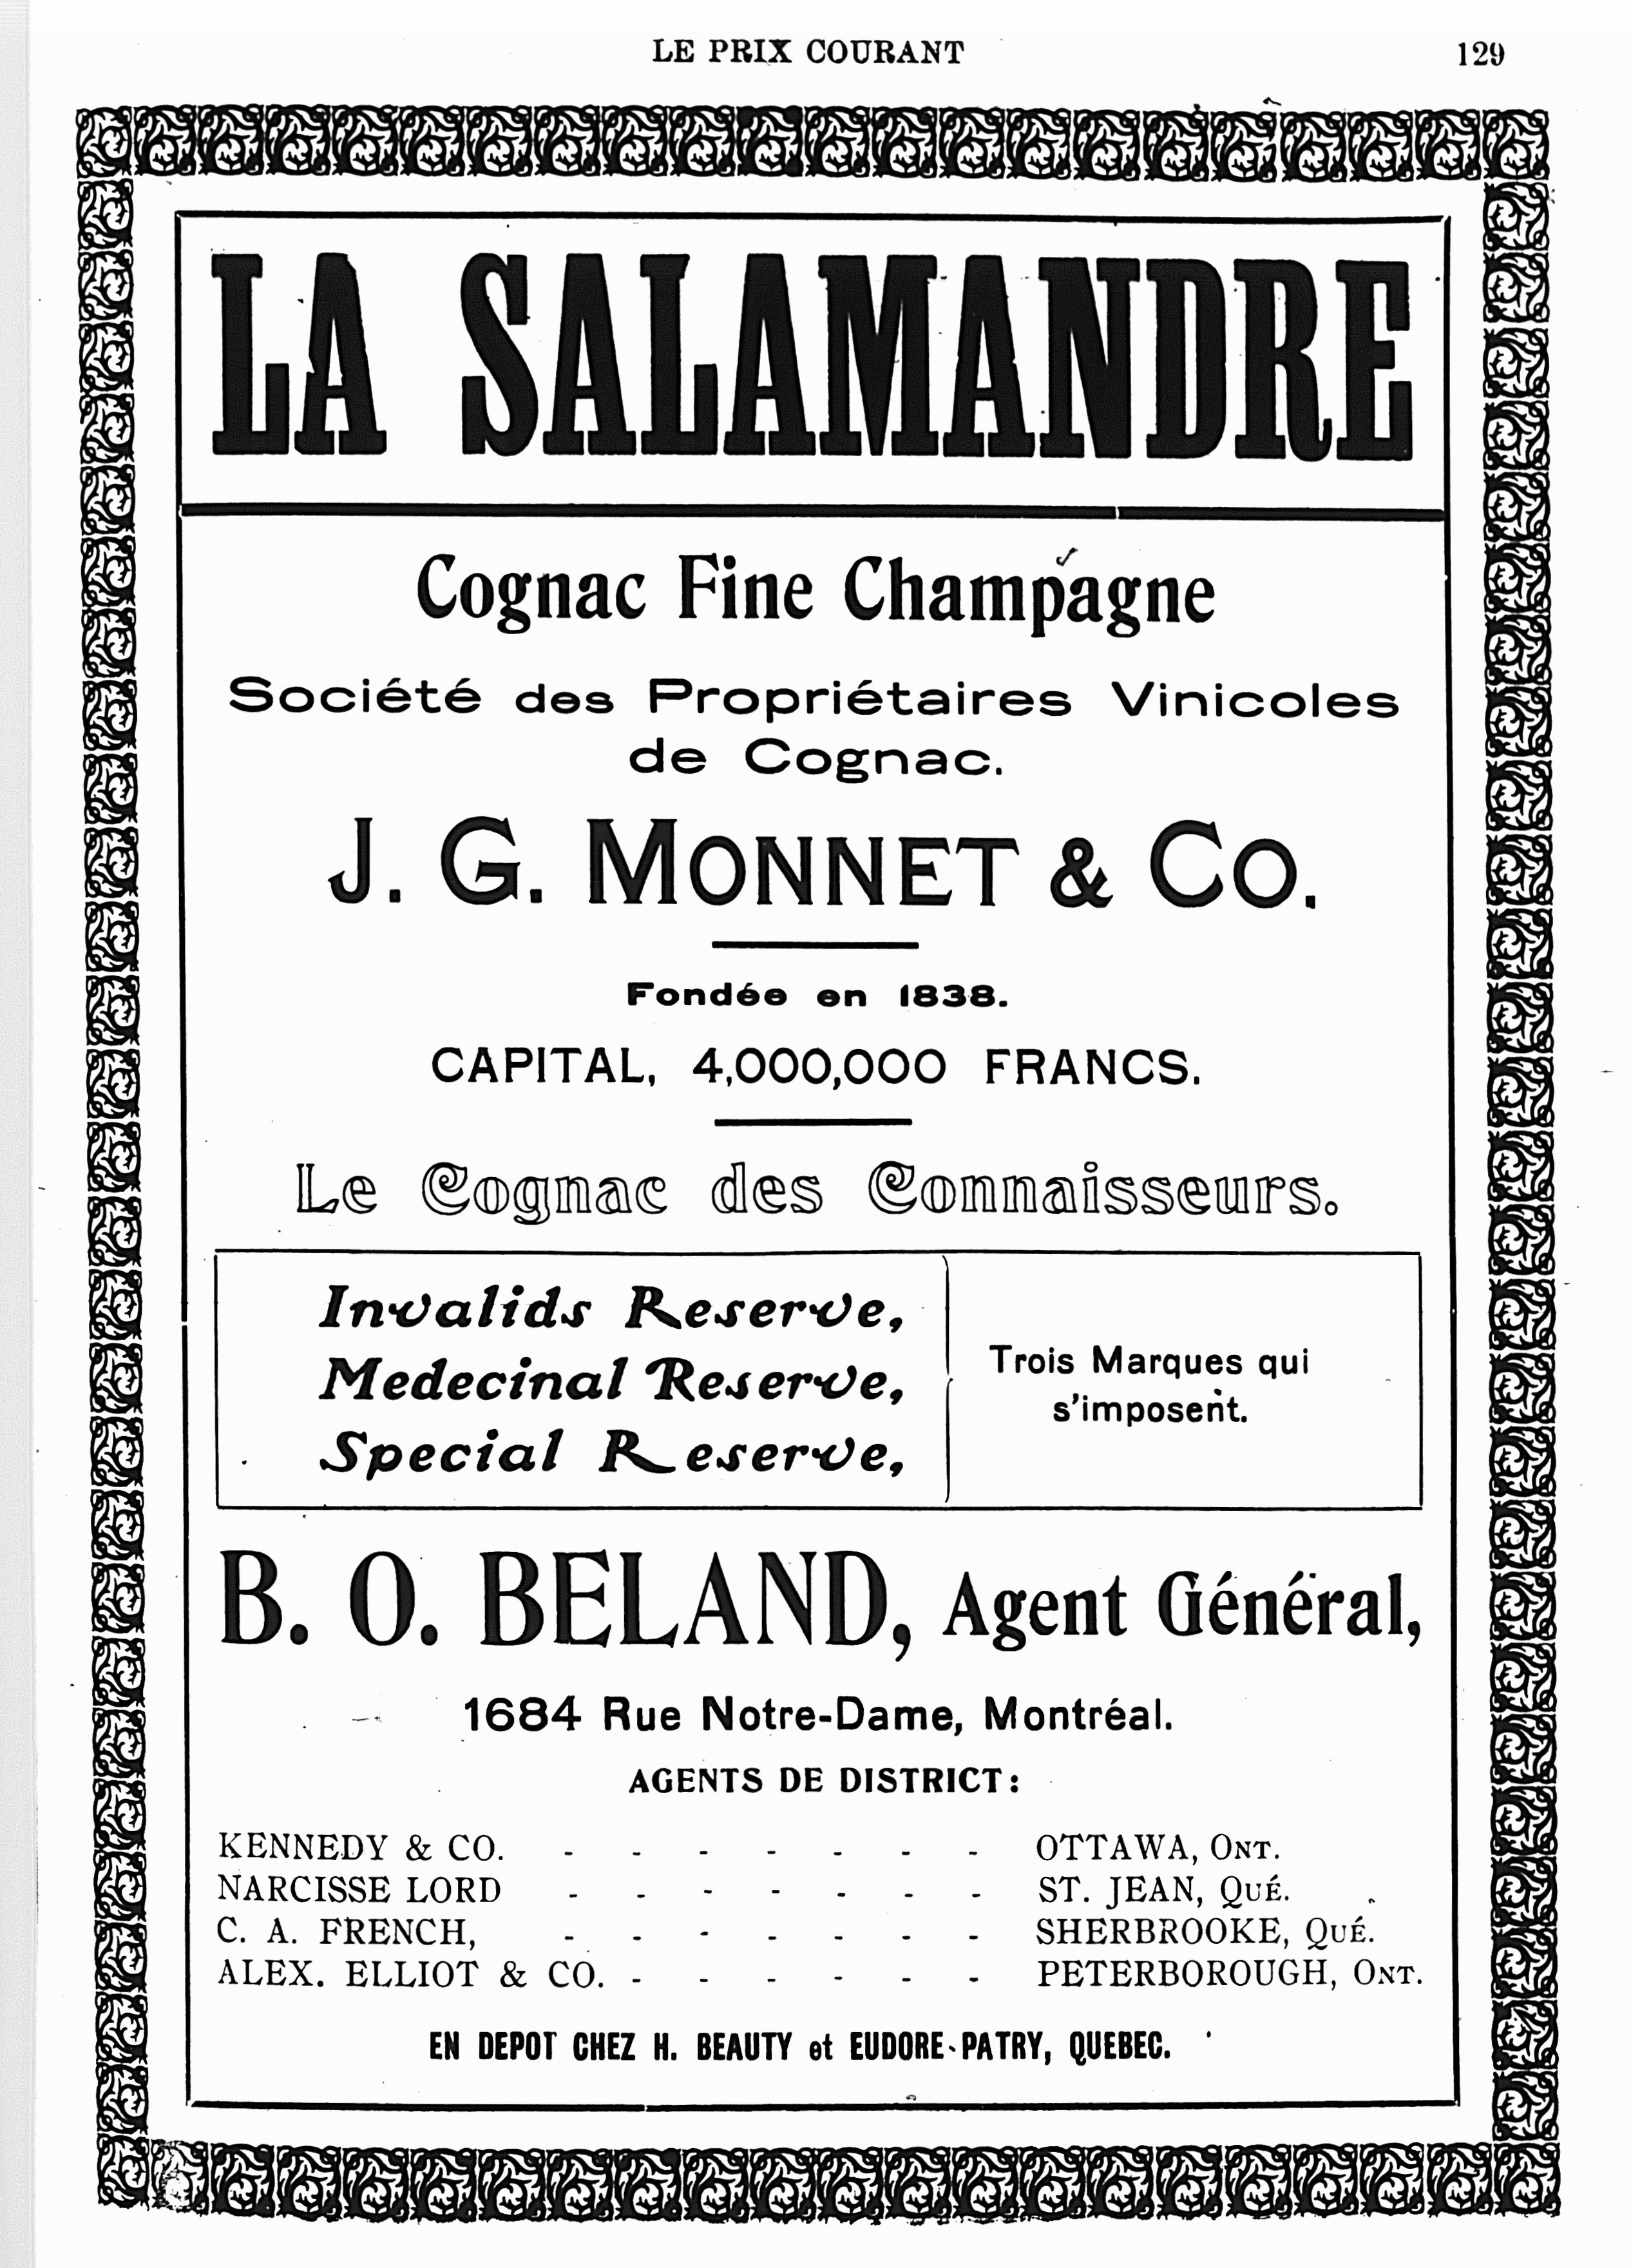 LE PRIX COURANT 129
LA SALAMANDRE
Cognac Fine Champagne
Société des Propriétaires Vinicoles
de Cognac.
J. G. MONNET & CO.
Fondée en 1838.
CAPITAL, 4,000,000 FRANCS.
Le Cognac des Connaisseurs.
Invalids Reserve,
Medecinal Reserve,
Special Reserve,
Trois Marques qui
s'imposent.
B. O. BELAND, Agent Général,
1684 Rue Notre-Dame, Montréal.
AGENTS DE DISTRICT:
KENNEDY & CO. - - - - - - - OTTAWA, ONT.
NARCISSE LORD - - - - - - - ST. JEAN, QUÉ.
C. A. FRENCH, - - - - - - - SHERBROOKE, QUÉ.
ALEX. ELLIOT & CO. - - - - - - PETERBOROUGH, ONT.
EN DEPOT CHEZ H. BEAUTY et EUDORE-PATRY, QUEBEC.